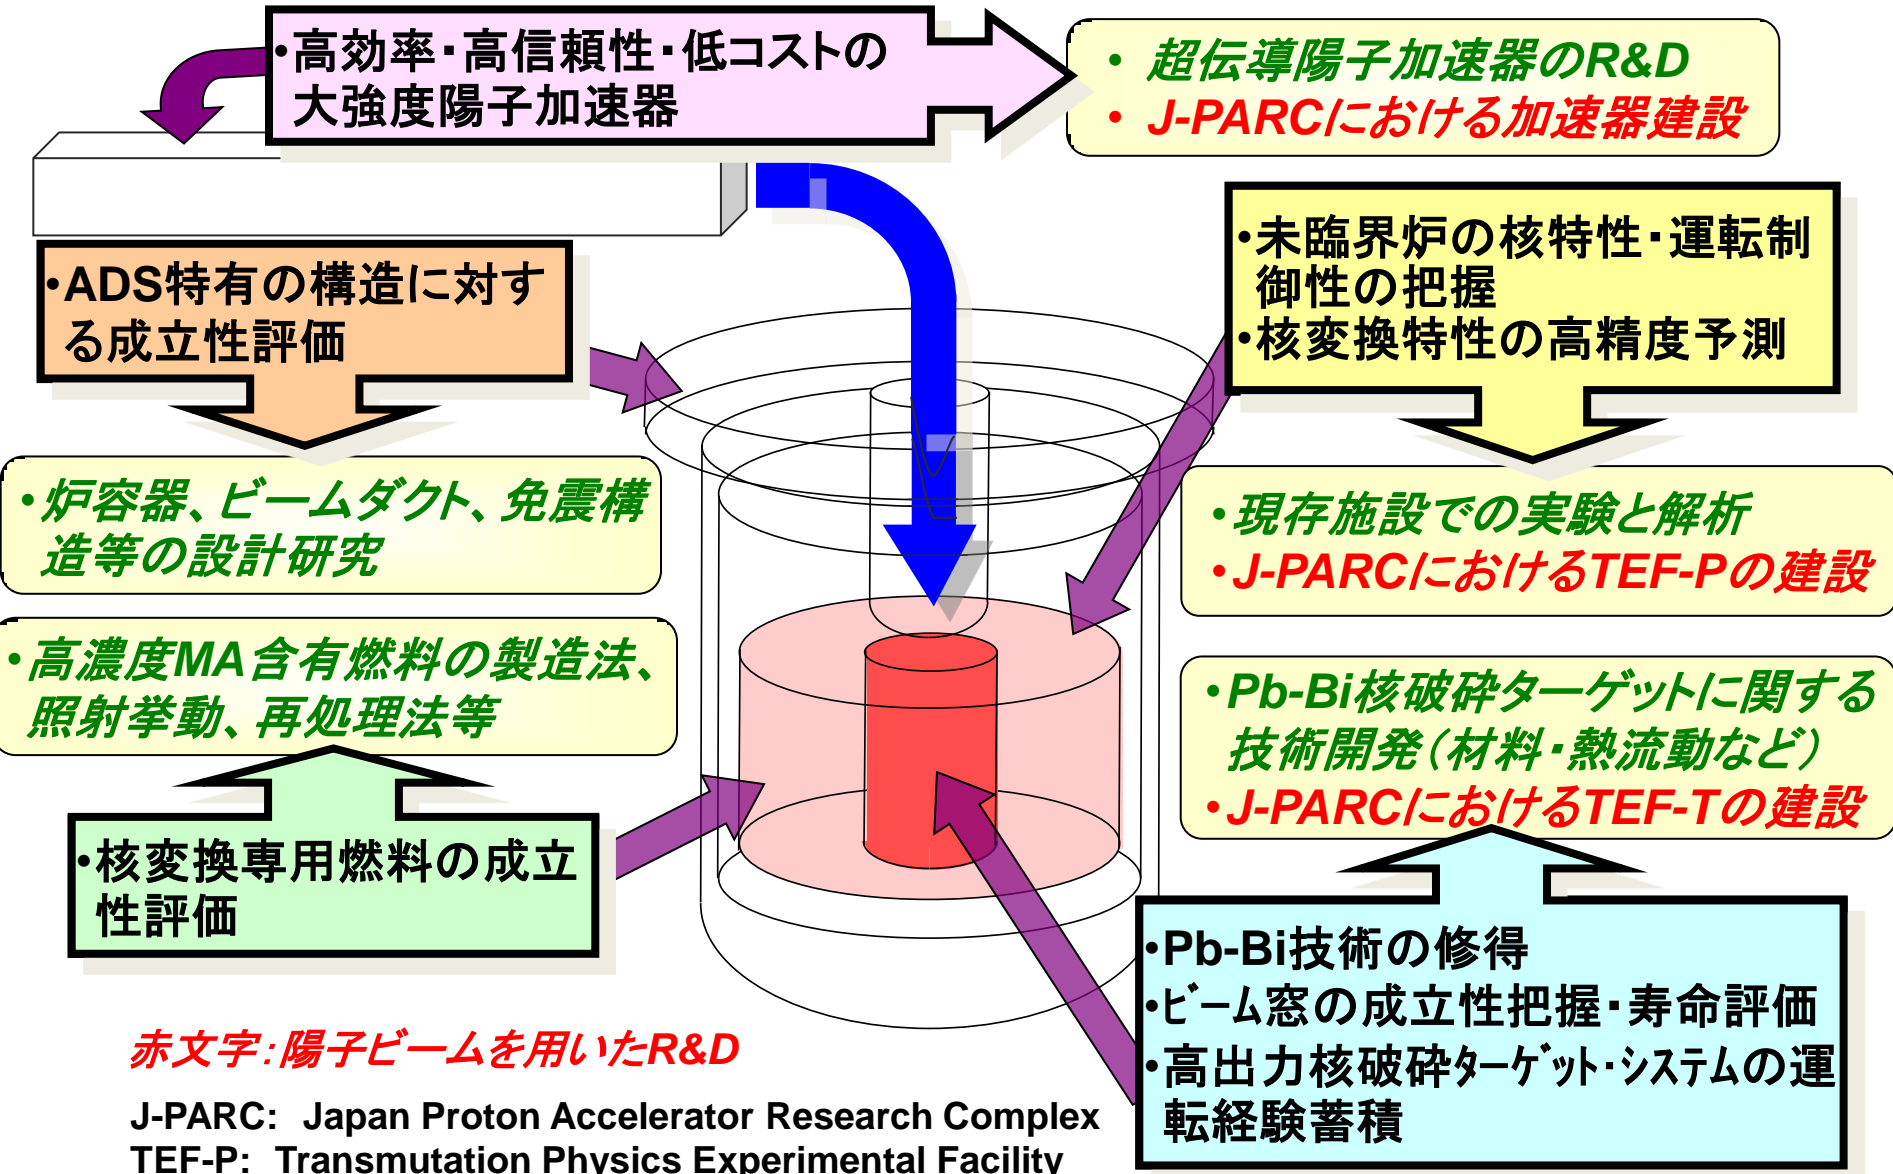 ・高効率・高信頼性・低コストの
大強度陽子加速器
• 超伝導陽子加速器のR&D
• J-PARCにおける加速器建設
・ADS特有の構造に対す
る成立性評価
・未臨界炉の核特性・運転制
御性の把握
・核変換特性の高精度予測
・炉容器、ビームダクト、免震構
造等の設計研究
・現存施設での実験と解析
・J-PARCにおけるTEF-Pの建設
・高濃度MA含有燃料の製造法、
照射挙動、再処理法等
・Pb-Bi核破砕ターゲットに関する
技術開発（材料・熱流動など）
・J-PARCにおけるTEF-Tの建設
・核変換専用燃料の成立
性評価
・Pb-Bi技術の修得
・ビーム窓の成立性把握・寿命評価
・高出力核破砕ターゲット・システムの運
転経験蓄積
赤文字：陽子ビームを用いたR&D
J-PARC: Japan Proton Accelerator Research Complex
TEF-P: Transmutation Physics Experimental Facility